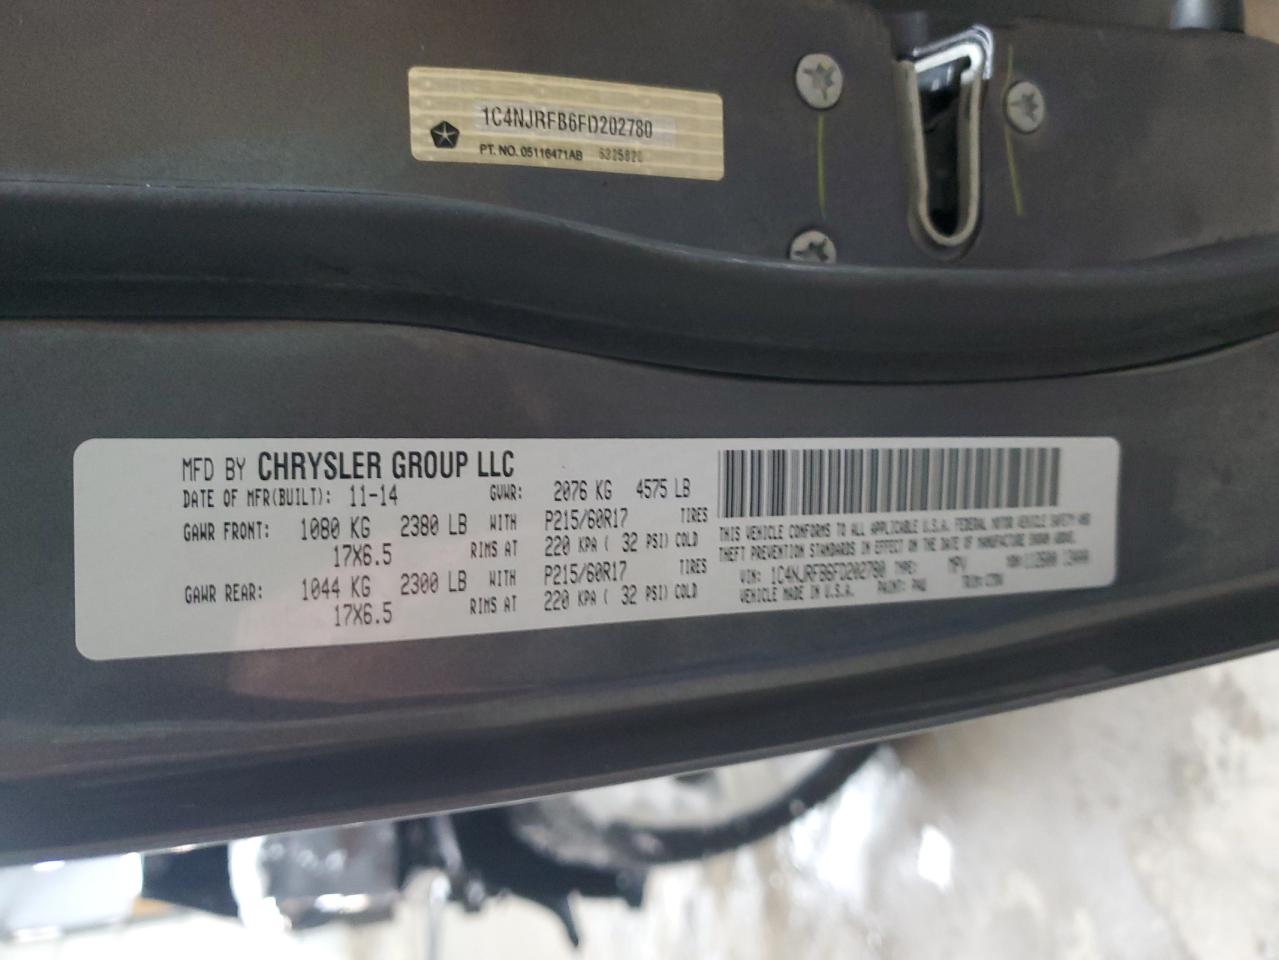 1C4NJRFB6FD202780
PT. NO. 05116471AB
MFD BY CHRYSLER GROUP LLC
DATE OF MFR(BUILT): 11-14 GVWR: 2076 KG 4575 LB
GAWR FRONT: 1080 KG 2380 LB WITH P215/60R17 TIRES
17X6.5 RIMS AT 220 KPA ( 32 PSI) COLD
GAWR REAR: 1044 KG 2300 LB WITH P215/60R17 TIRES
17X6.5 RIMS AT 220 KPA ( 32 PSI) COLD
THIS VEHICLE CONFORMS TO ALL APPLICABLE U.S.A. FEDERAL MOTOR VEHICLE SAFETY AND
THEFT PREVENTION STANDARDS IN EFFECT ON THE DATE OF MANUFACTURE SHOWN ABOVE.
VIN: 1C4NJRFB6FD202780 TYPE: MPV
VEHICLE MADE IN U.S.A. PAINT: PAU TRIM: